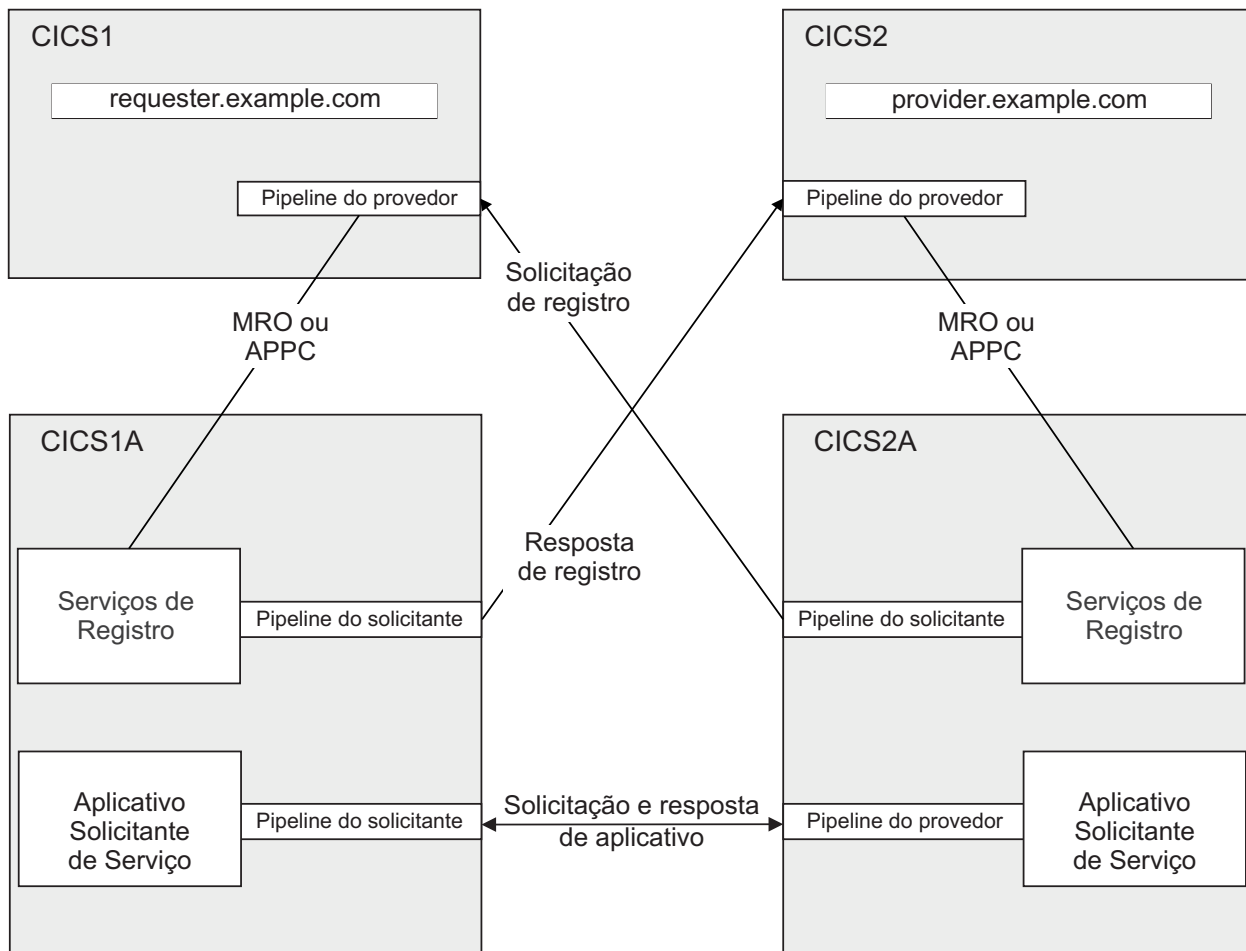 CICS1
CICS2
requester.example.com
provider.example.com
Pipeline do provedor
Pipeline do provedor
Solicitação
de registro
MRO ou
APPC
MRO ou
APPC
CICS1A
CICS2A
Resposta
de registro
Serviços de
Registro
Pipeline do solicitante
Pipeline do solicitante
Serviços de
Registro
Aplicativo
Solicitante
de Serviço
Pipeline do solicitante
Solicitação e resposta
de aplicativo
Pipeline do provedor
Aplicativo
Solicitante
de Serviço